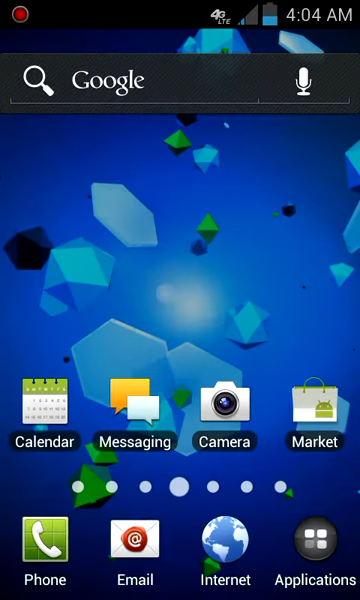 4G LTE 4:04 AM
Google
Calendar Messaging Camera Market
Phone Email Internet Applications